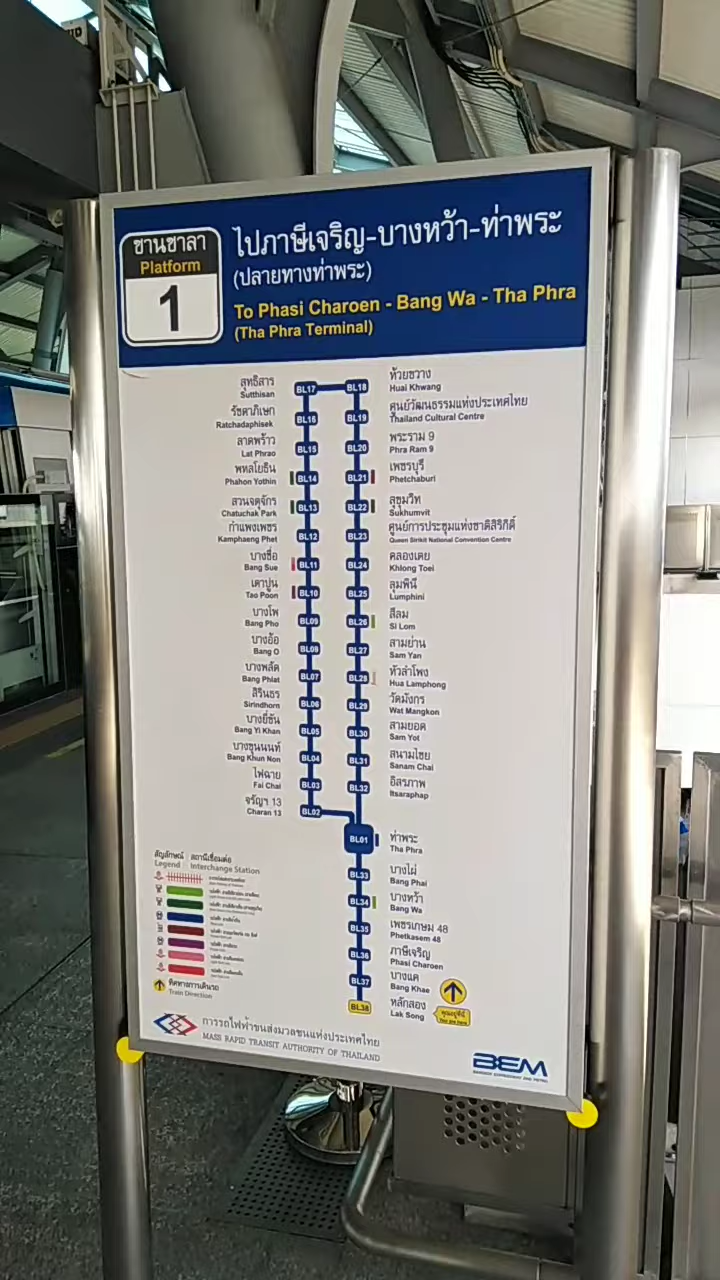 ชานชาลา
Platform
1
ไปภาษีเจริญ-บางหว้า-ท่าพระ
(ปลายทางท่าพระ)
To Phasi Charoen - Bang Wa - Tha Phra
(Tha Phra Terminal)
สุทธิสาร
Sutthisan
BL17
BL18
ห้วยขวาง
Huai Khwang
รัชดาภิเษก
Ratchadaphisek
BL16
BL19
ศูนย์วัฒนธรรมแห่งประเทศไทย
Thailand Cultural Centre
ลาดพร้าว
Lat Phrao
BL15
BL20
พระราม 9
Phra Ram 9
พหลโยธิน
Phahon Yothin
BL14
BL21
เพชรบุรี
Phetchaburi
สวนจตุจักร
Chatuchak Park
BL13
BL22
สุขุมวิท
Sukhumvit
กำแพงเพชร
Kamphaeng Phet
BL12
BL23
ศูนย์การประชุมแห่งชาติสิริกิติ์
Queen Sirikit National Convention Centre
บางซื่อ
Bang Sue
BL11
BL24
คลองเตย
Khlong Toei
เตาปูน
Tao Poon
BL10
BL25
ลุมพินี
Lumphini
บางโพ
Bang Pho
BL09
BL26
สีลม
Si Lom
บางอ้อ
Bang O
BL08
BL27
สามย่าน
Sam Yan
บางพลัด
Bang Phlat
BL07
BL28
หัวลำโพง
Hua Lamphong
สิรินธร
Sirindhorn
BL06
BL29
วัดมังกร
Wat Mangkon
บางยี่ขัน
Bang Yi Khan
BL05
BL30
สามยอด
Sam Yot
บางขุนนนท์
Bang Khun Non
BL04
BL31
สนามไชย
Sanam Chai
ไฟฉาย
Fai Chai
BL03
BL32
อิสรภาพ
Itsaraphap
จรัญฯ 13
Charan 13
BL02
BL01
ท่าพระ
Tha Phra
BL33
บางไผ่
Bang Phai
BL34
บางหว้า
Bang Wa
BL35
เพชรเกษม 48
Phetkasem 48
BL36
ภาษีเจริญ
Phasi Charoen
BL37
บางแค
Bang Khae
BL38
หลักสอง
Lak Song
คุณอยู่ที่นี่
You are here
สัญลักษณ์ สถานีเชื่อมต่อ
Legend Interchange Station
ทิศทางการเดินรถ
Train Direction
การรถไฟฟ้าขนส่งมวลชนแห่งประเทศไทย
MASS RAPID TRANSIT AUTHORITY OF THAILAND
BEM
BANGKOK EXPRESSWAY AND METRO